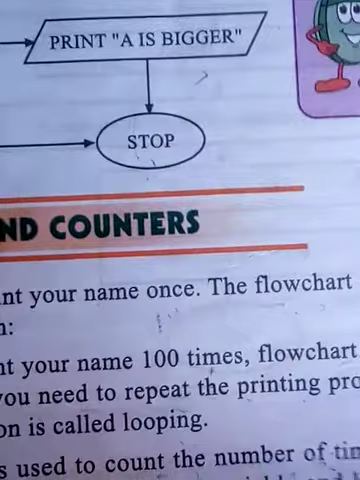 PRINT "A IS BIGGER"
STOP
ND COUNTERS
nt your name once. The flowchart
n:
nt your name 100 times, flowchart
you need to repeat the printing pro
on is called looping.
s used to count the number of tim